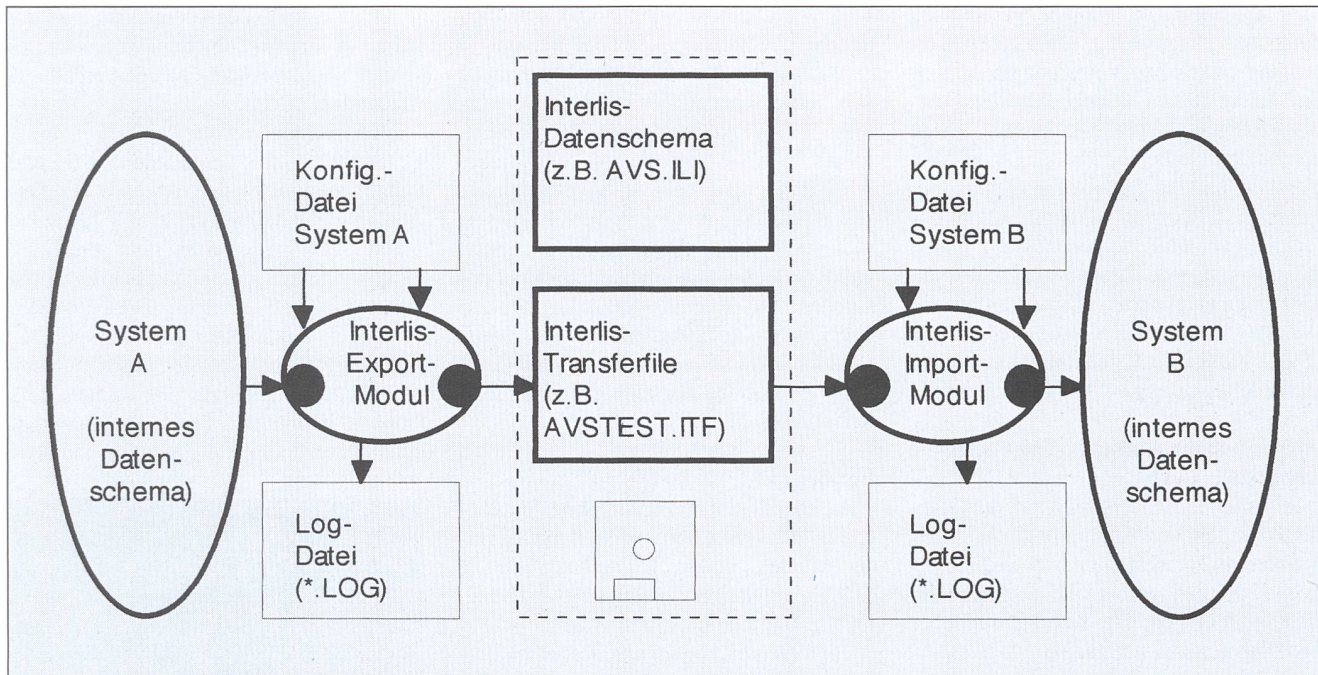 System
A
(internes
Daten-
schema)
Konfig.-
Datei
System A
Interlis-
Export-
Modul
Log-
Datei
(*.LOG)
Interlis-
Datenschema
(z.B. AVS.ILI)
Interlis-
Transferfile
(z.B.
AVSTEST.ITF)
Konfig.-
Datei
System B
Interlis-
Import-
Modul
Log-
Datei
(*.LOG)
System
B
(internes
Daten-
schema)